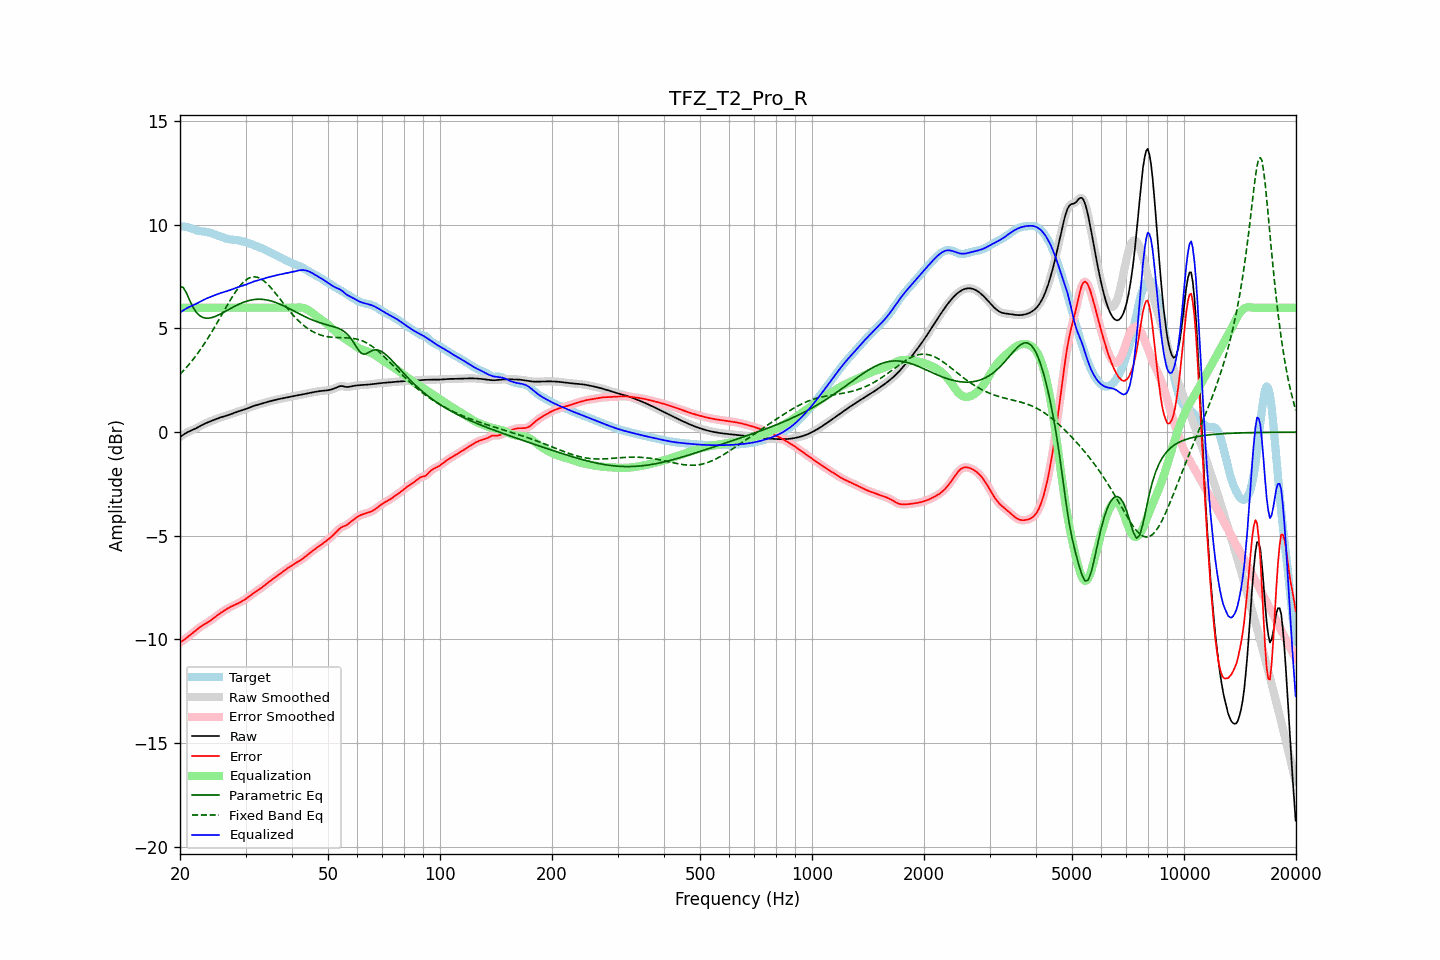 TFZ_T2_Pro_R
Amplitude (dBr)
15
10
5
0
−5
−10
−15
−20
Target
Raw Smoothed
Error Smoothed
Raw
Error
Equalization
Parametric Eq
Fixed Band Eq
Equalized
20 50 100 200 500 1000 2000 5000 10000 20000
Frequency (Hz)